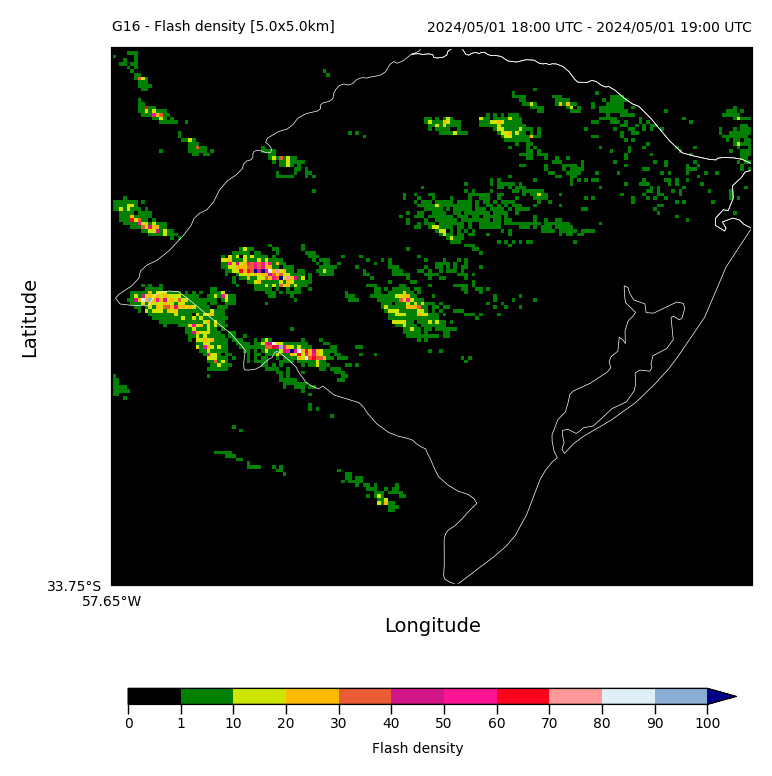 G16 - Flash density [5.0x5.0km]
2024/05/01 18:00 UTC - 2024/05/01 19:00 UTC
Latitude
33.75°S
57.65°W
Longitude
0 1 10 20 30 40 50 60 70 80 90 100
Flash density